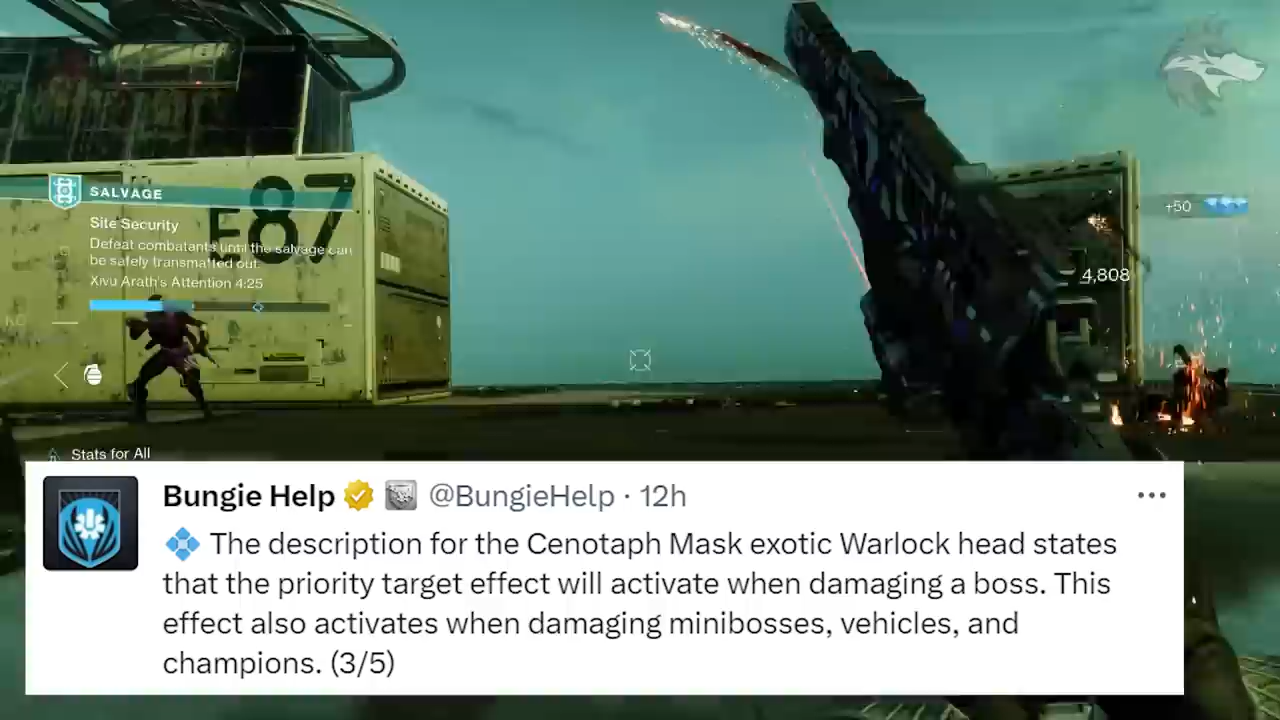 E87
SALVAGE
Site Security
Defeat combatants until the salvage can
be safely transmatted out.
Xivu Arath's Attention 4:25
+50
4,808
Stats for All
Bungie Help @BungieHelp · 12h
The description for the Cenotaph Mask exotic Warlock head states
that the priority target effect will activate when damaging a boss. This
effect also activates when damaging minibosses, vehicles, and
champions. (3/5)